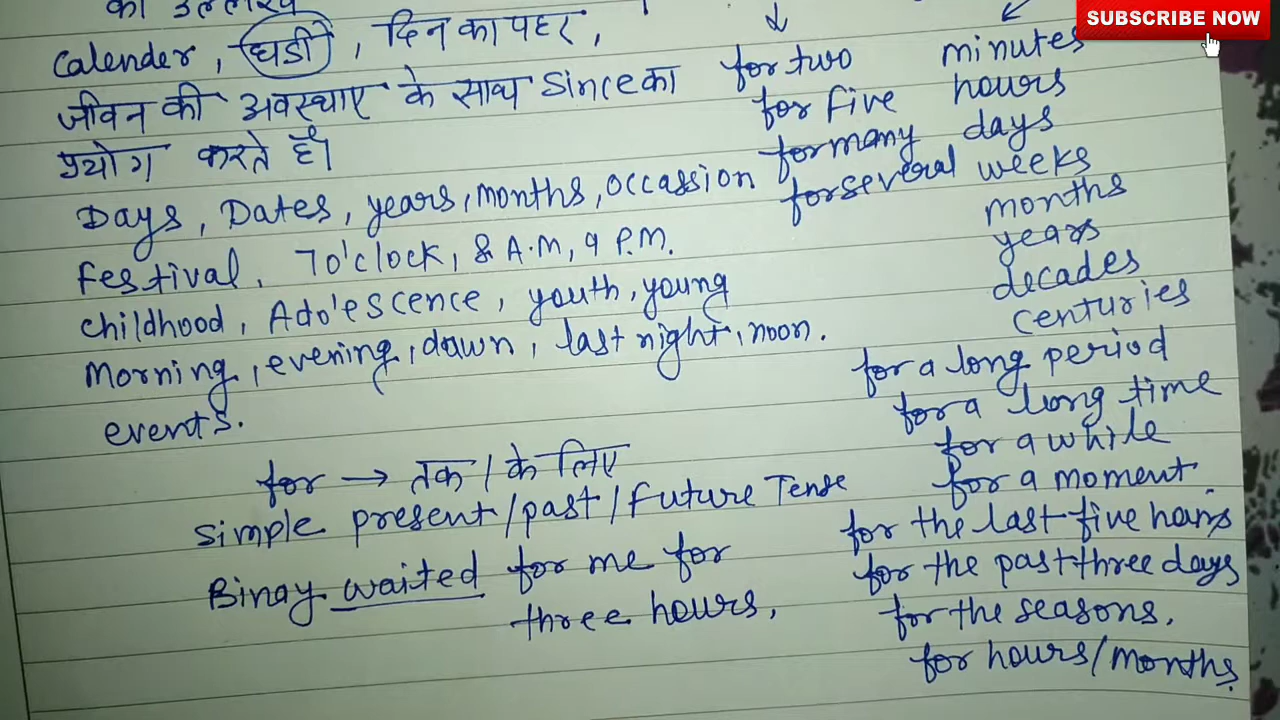 का उल्लेख
SUBSCRIBE NOW
Calender, घडी, दिन का पहर,
जीवन की अवस्थाए के साथ Since का
प्रयोग करते है।
Days, Dates, years, months, Occassion
Festival, 7 o'clock, 8 A.M, 9 P.M.
Childhood, Ado'escence, youth, young
Morning, evening, dawn, last night, noon.
events.
for → तक / के लिए
Simple present/past/Future Tense
Binay waited for me for
three hours,
for two minutes
for five hours
for many days
for several weeks
months
years
decades
centuries
for a long period
for a long time
for a while
for a moment.
for the last five hours
for the past three days
for the seasons.
for hours/months.